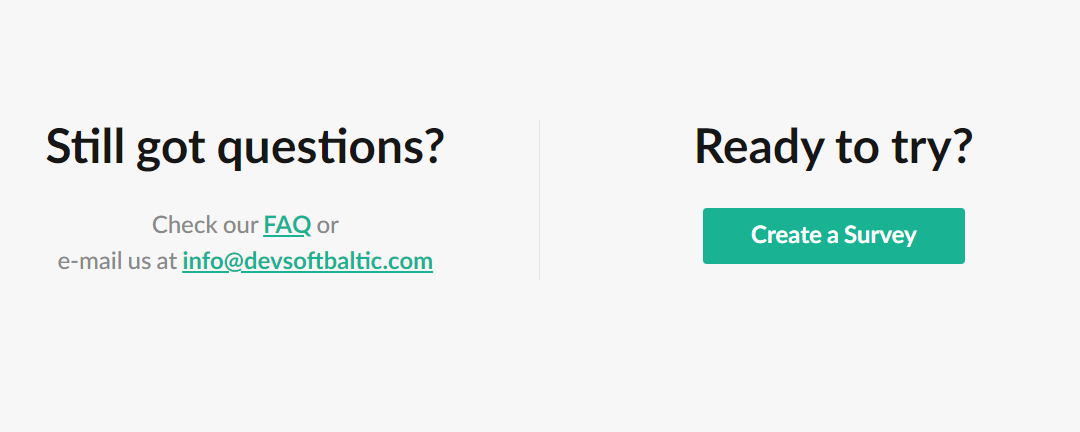 Still got questions?
Check our FAQ or
e-mail us at info@devsoftbaltic.com
Ready to try?
Create a Survey